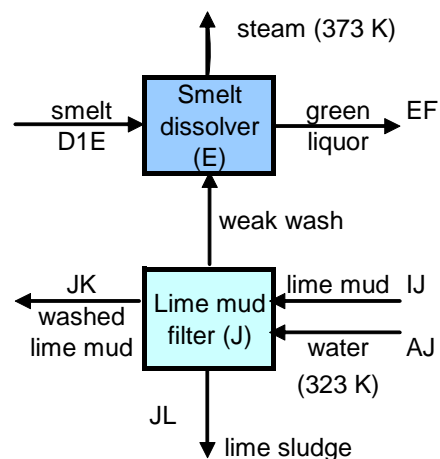 steam (373 K)
smelt
D1E
Smelt
dissolver
(E)
green
liquor
EF
weak wash
JK
washed
lime mud
Lime mud
filter (J)
lime mud
IJ
water
AJ
(323 K)
JL
lime sludge